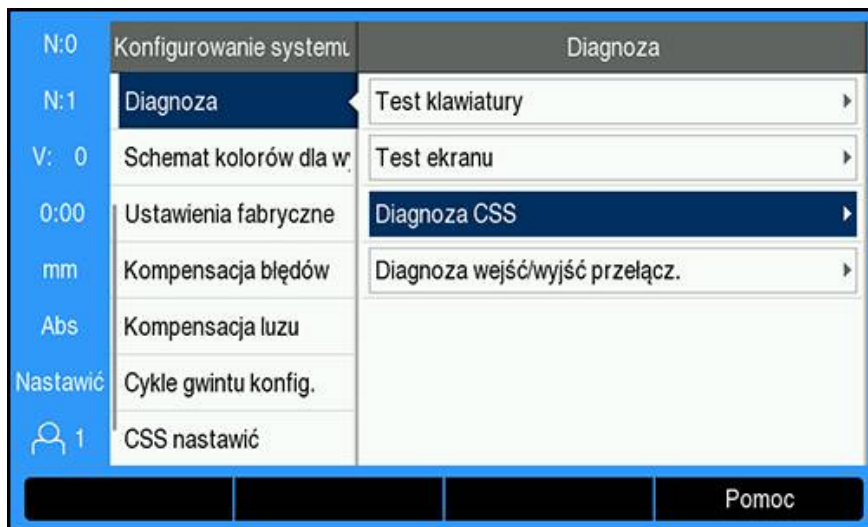 N:0
N:1
V: 0
0:00
mm
Abs
Nastawić
1
Konfigurowanie systemu
Diagnoza
Schemat kolorów dla wy
Ustawienia fabryczne
Kompensacja błędów
Kompensacja luzu
Cykle gwintu konfig.
CSS nastawić
Diagnoza
Test klawiatury
Test ekranu
Diagnoza CSS
Diagnoza wejść/wyjść przełącz.
Pomoc